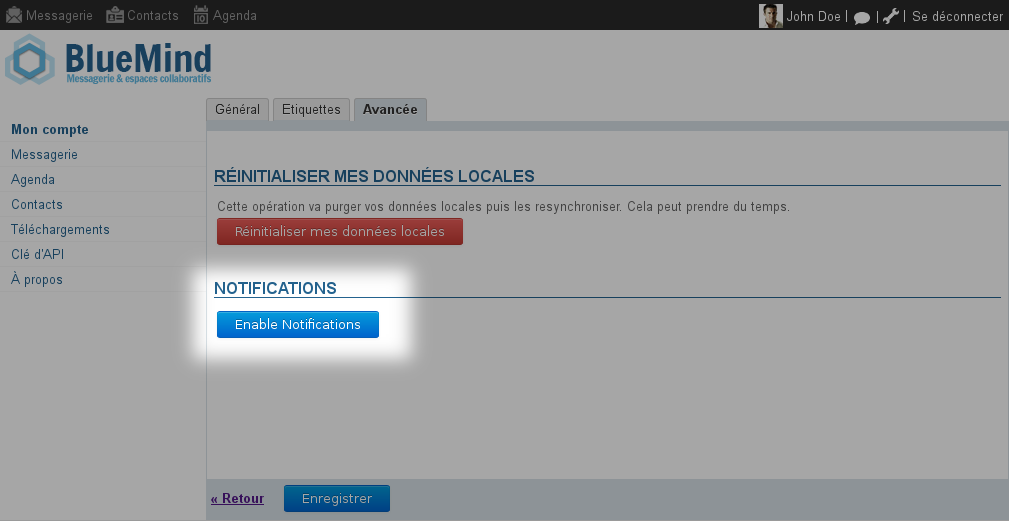 Messagerie Contacts 10 Agenda John Doe | | | Se déconnecter
BlueMind
Messagerie & espaces collaboratifs
Général Etiquettes Avancée
Mon compte
Messagerie
Agenda
Contacts
Téléchargements
Clé d'API
À propos
RÉINITIALISER MES DONNÉES LOCALES
Cette opération va purger vos données locales puis les resynchroniser. Cela peut prendre du temps.
Réinitialiser mes données locales
NOTIFICATIONS
Enable Notifications
« Retour Enregistrer